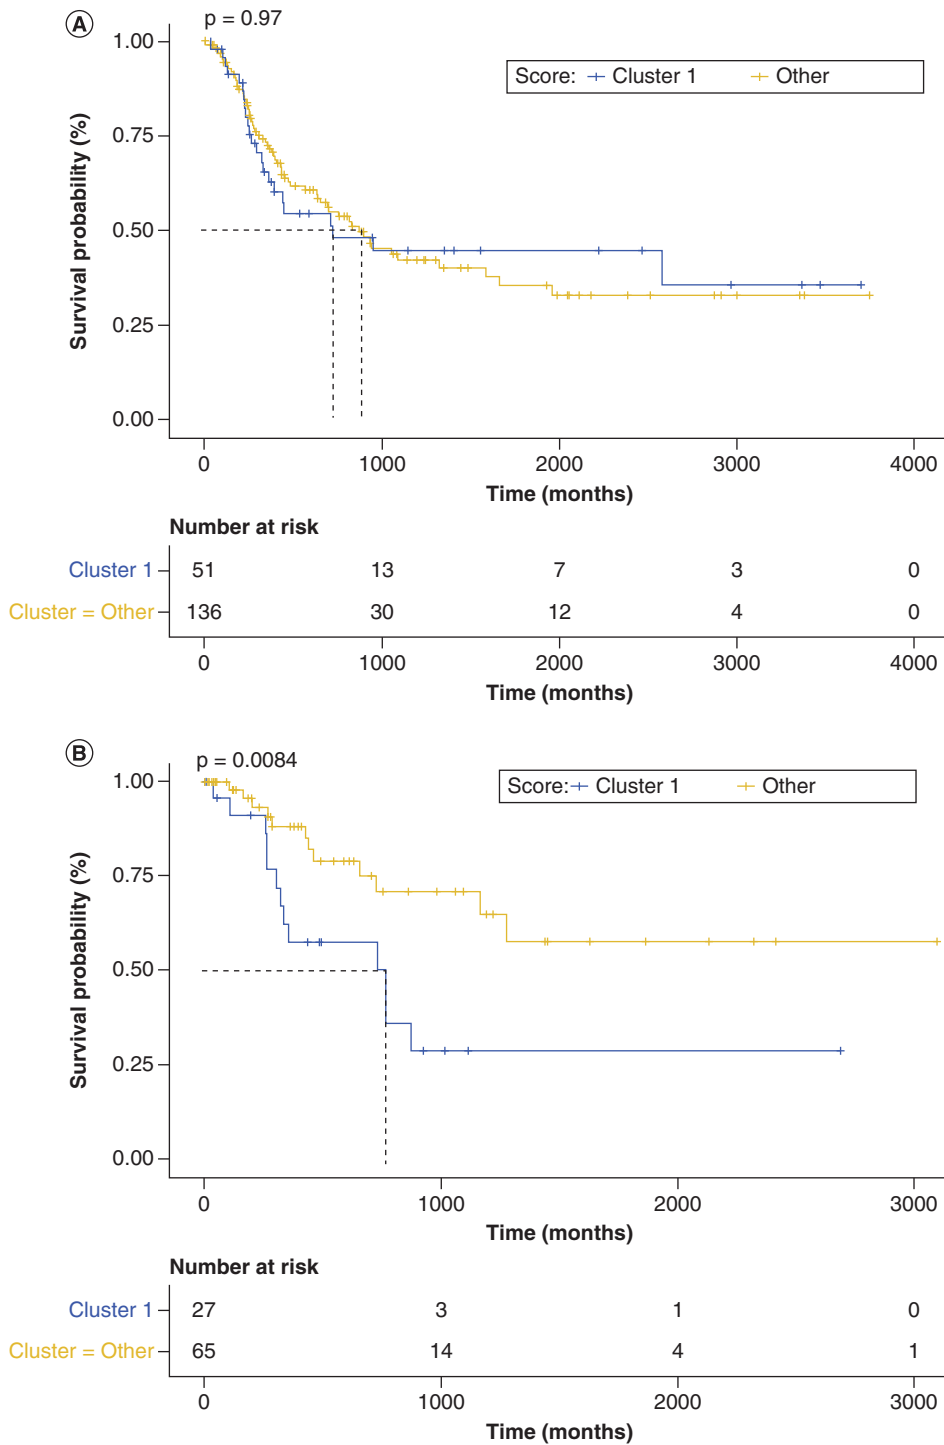 A
p = 0.97
Score: Cluster 1 Other
Survival probability (%)
1.00
0.75
0.50
0.25
0.00
0 1000 2000 3000 4000
Time (months)
Number at risk
Cluster 1 51 13 7 3 0
Cluster = Other 136 30 12 4 0
0 1000 2000 3000 4000
Time (months)
B
p = 0.0084
Score: Cluster 1 Other
Survival probability (%)
1.00
0.75
0.50
0.25
0.00
0 1000 2000 3000
Time (months)
Number at risk
Cluster 1 27 3 1 0
Cluster = Other 65 14 4 1
0 1000 2000 3000
Time (months)